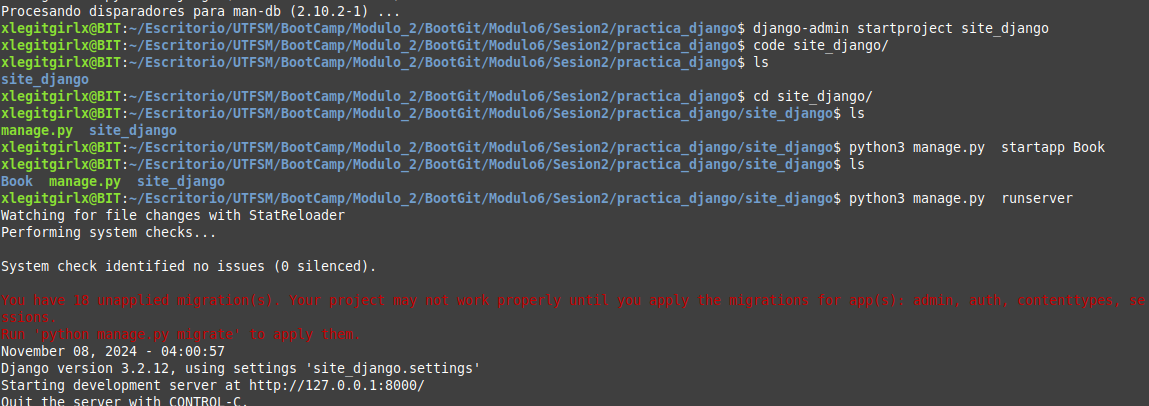 Procesando disparadores para man-db (2.10.2-1) ...
xlegitgirlx@BIT:~/Escritorio/UTFSM/BootCamp/Modulo_2/BootGit/Modulo6/Sesion2/practica_django$ django-admin startproject site_django
xlegitgirlx@BIT:~/Escritorio/UTFSM/BootCamp/Modulo_2/BootGit/Modulo6/Sesion2/practica_django$ code site_django/
xlegitgirlx@BIT:~/Escritorio/UTFSM/BootCamp/Modulo_2/BootGit/Modulo6/Sesion2/practica_django$ ls
site_django
xlegitgirlx@BIT:~/Escritorio/UTFSM/BootCamp/Modulo_2/BootGit/Modulo6/Sesion2/practica_django$ cd site_django/
xlegitgirlx@BIT:~/Escritorio/UTFSM/BootCamp/Modulo_2/BootGit/Modulo6/Sesion2/practica_django/site_django$ ls
manage.py  site_django
xlegitgirlx@BIT:~/Escritorio/UTFSM/BootCamp/Modulo_2/BootGit/Modulo6/Sesion2/practica_django/site_django$ python3 manage.py  startapp Book
xlegitgirlx@BIT:~/Escritorio/UTFSM/BootCamp/Modulo_2/BootGit/Modulo6/Sesion2/practica_django/site_django$ ls
Book  manage.py  site_django
xlegitgirlx@BIT:~/Escritorio/UTFSM/BootCamp/Modulo_2/BootGit/Modulo6/Sesion2/practica_django/site_django$ python3 manage.py  runserver
Watching for file changes with StatReloader
Performing system checks...
System check identified no issues (0 silenced).
You have 18 unapplied migration(s). Your project may not work properly until you apply the migrations for app(s): admin, auth, contenttypes, se
ssions.
Run 'python manage.py migrate' to apply them.
November 08, 2024 - 04:00:57
Django version 3.2.12, using settings 'site_django.settings'
Starting development server at http://127.0.0.1:8000/
Quit the server with CONTROL-C.